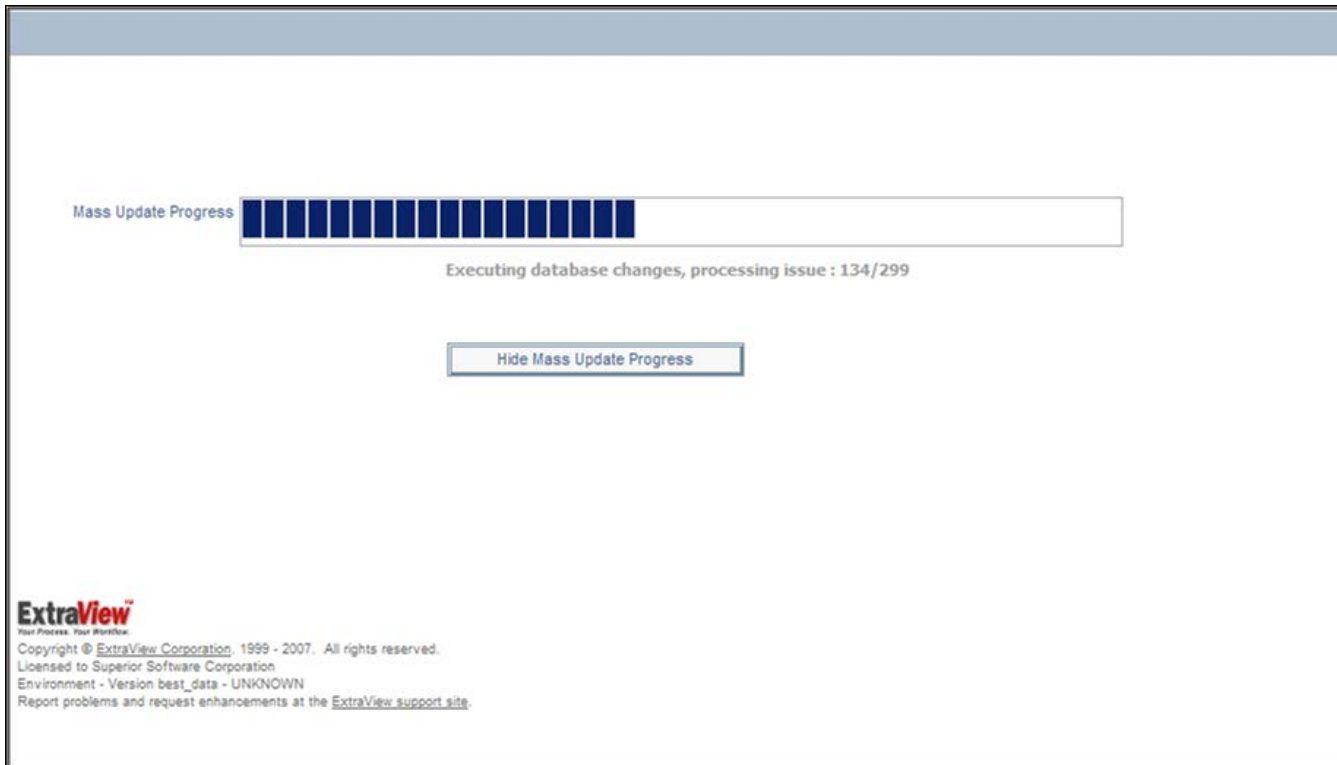 Mass Update Progress
Executing database changes, processing issue : 134/299
Hide Mass Update Progress
ExtraView™
Your Process. Your Workflow.
Copyright © ExtraView Corporation. 1999 - 2007. All rights reserved.
Licensed to Superior Software Corporation
Environment - Version best_data - UNKNOWN
Report problems and request enhancements at the ExtraView support site.